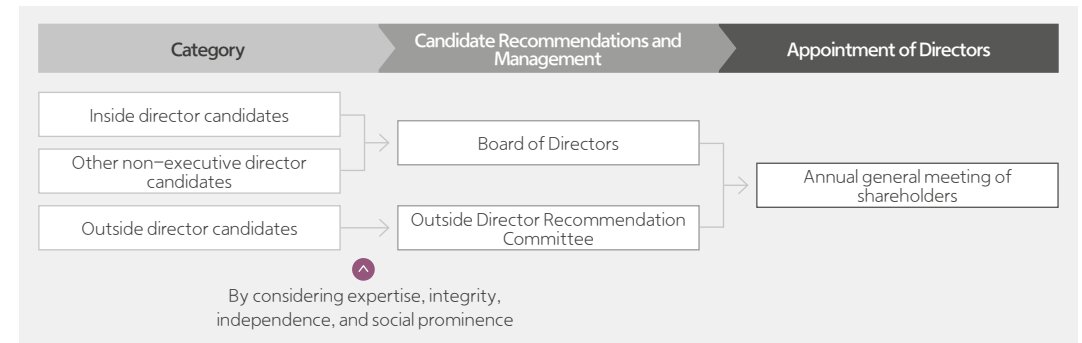 Category
Candidate Recommendations and
Management
Appointment of Directors
Inside director candidates
Other non-executive director
candidates
Outside director candidates
Board of Directors
Outside Director Recommendation
Committee
Annual general meeting of
shareholders
By considering expertise, integrity,
independence, and social prominence